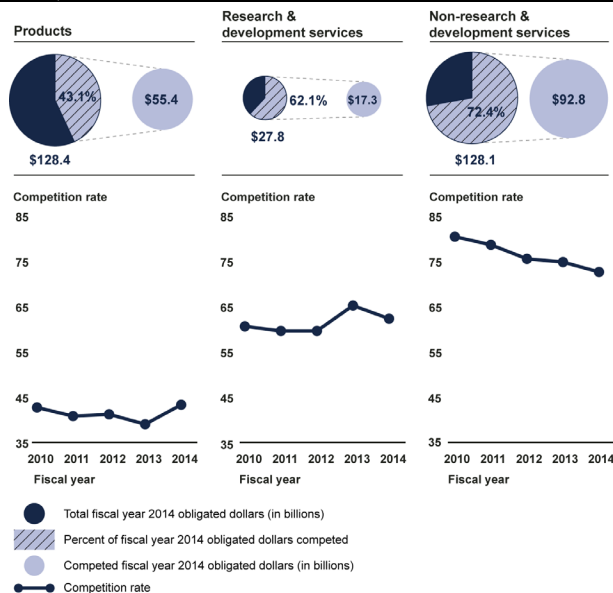 Products
43.1%
$55.4
$128.4
Competition rate
85
75
65
55
45
35
2010 2011 2012 2013 2014
Fiscal year
Research &
development services
62.1%
$17.3
$27.8
Competition rate
85
75
65
55
45
35
2010 2011 2012 2013 2014
Fiscal year
Non-research &
development services
72.4%
$92.8
$128.1
Competition rate
85
75
65
55
45
35
2010 2011 2012 2013 2014
Fiscal year
Total fiscal year 2014 obligated dollars (in billions)
Percent of fiscal year 2014 obligated dollars competed
Competed fiscal year 2014 obligated dollars (in billions)
Competition rate